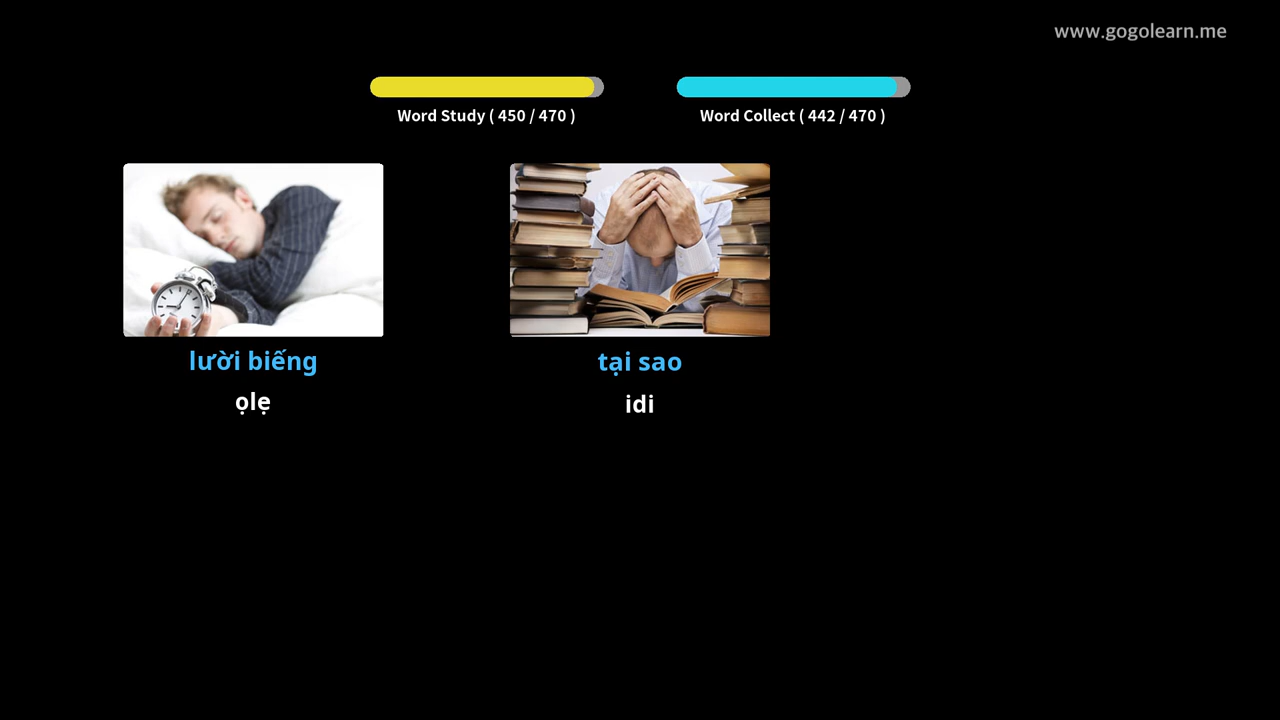 www.gogolearn.me
Word Study ( 450 / 470 )
Word Collect ( 442 / 470 )
lười biếng
ọlẹ
tại sao
idi